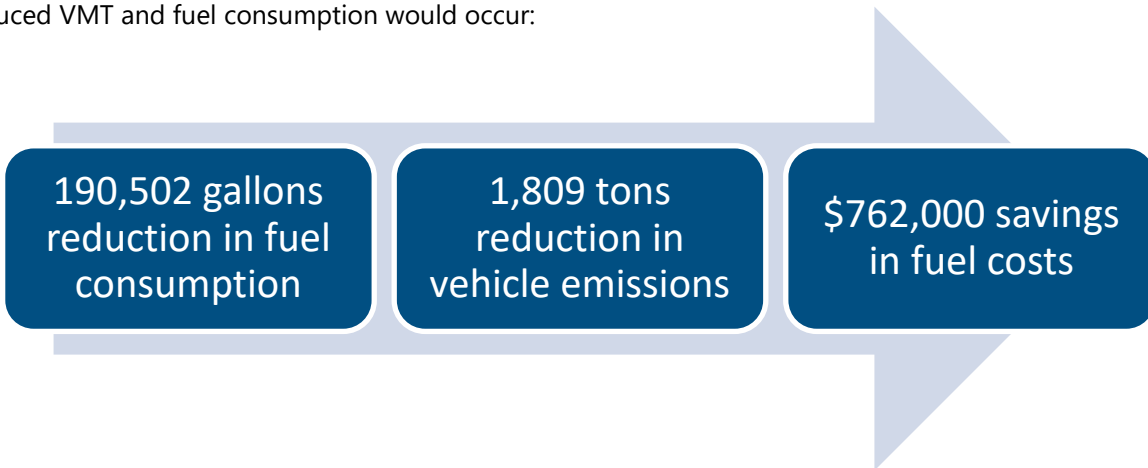 uced VMT and fuel consumption would occur:
190,502 gallons
reduction in fuel
consumption
1,809 tons
reduction in
vehicle emissions
$762,000 savings
in fuel costs